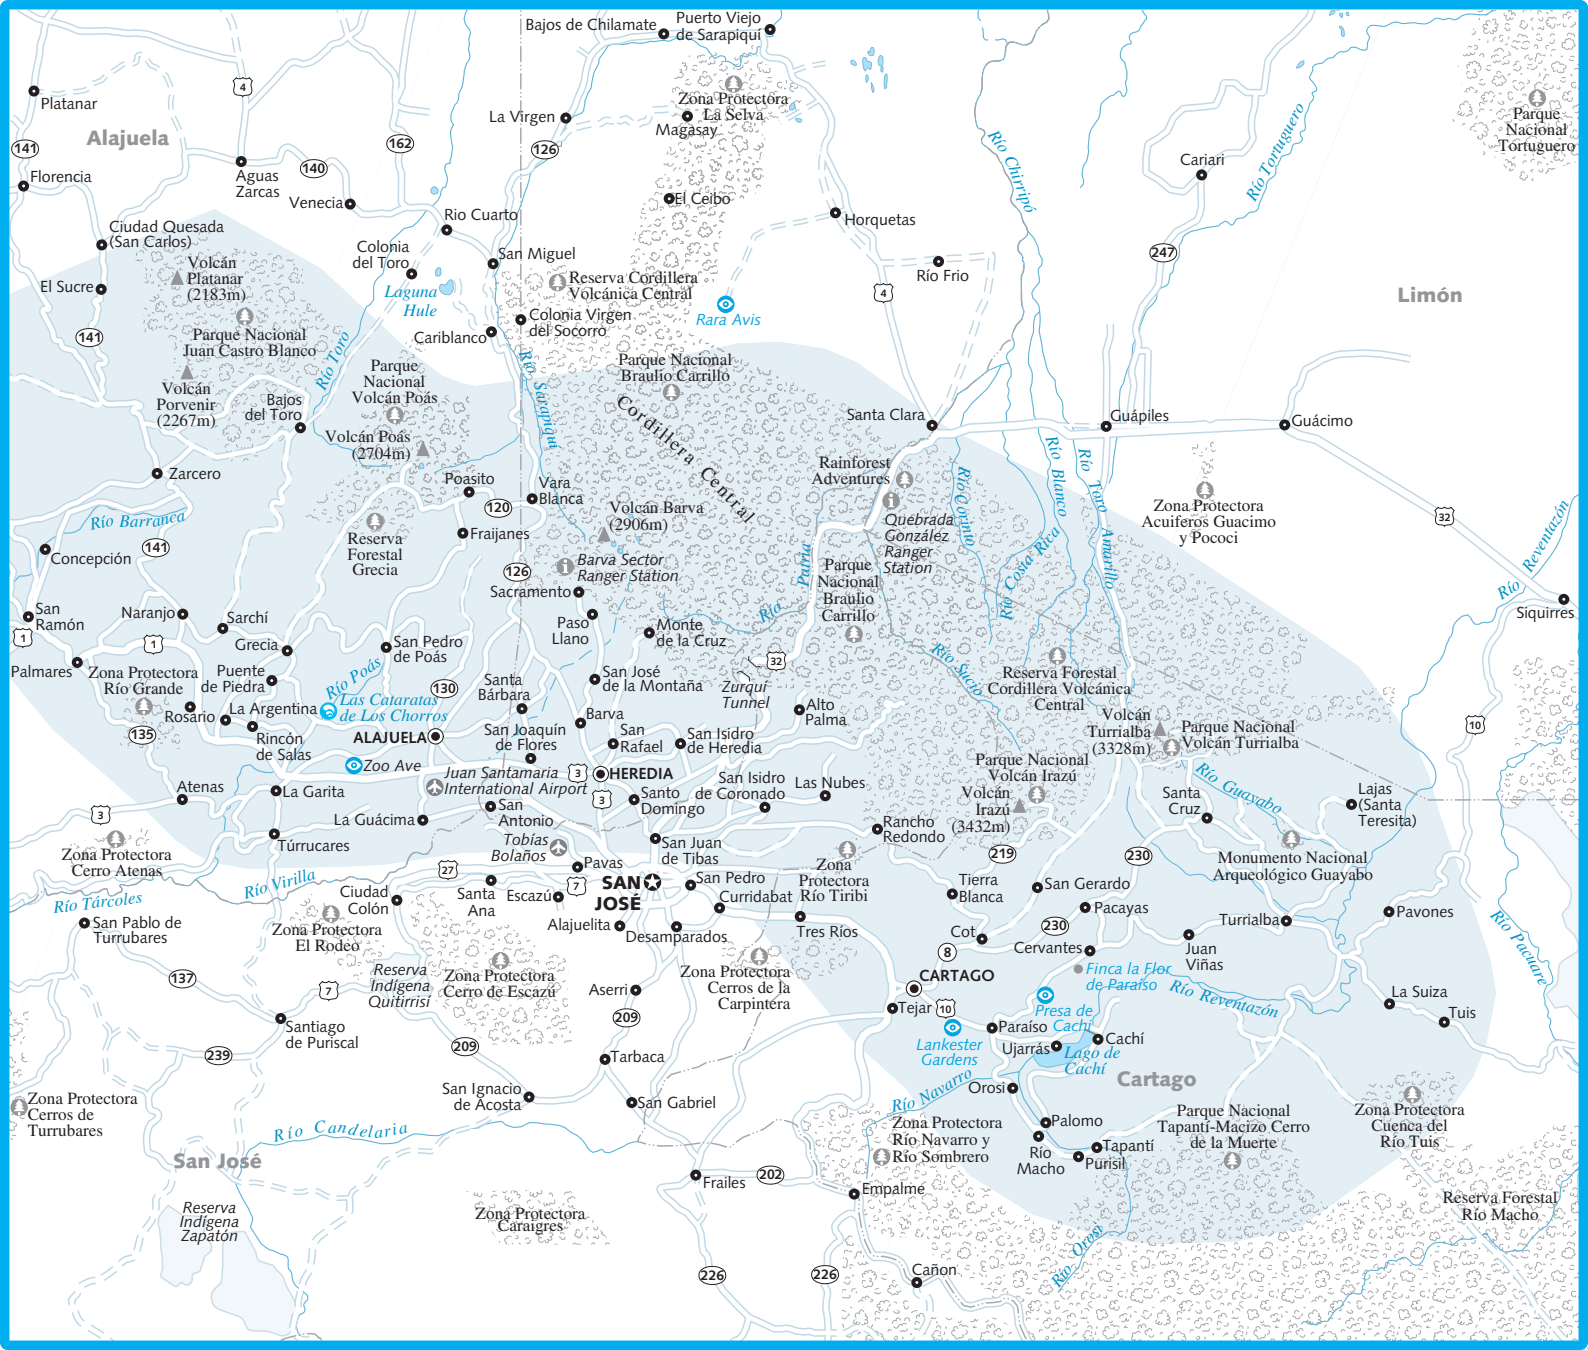 Bajos de Chilamate
Puerto Viejo
de Sarapiquí
Platanar
4
Alajuela
141
Florencia
162
140
Aguas
Zarcas
Venecia
La Virgen
126
Zona Protectora
La Selva
Magasay
El Ceibo
Río Chirripó
Cariari
Río Tortuguero
Parque
Nacional
Tortuguero
Ciudad Quesada
(San Carlos)
Rio Cuarto
Colonia
del Toro
San Miguel
Horquetas
Río Frio
247
4
Volcán
Platanar
(2183m)
El Sucre
Laguna
Hule
Reserva Cordillera
Volcánica Central
Rara Avis
Limón
141
Parque Nacional
Juan Castro Blanco
Cariblanco
Colonia Virgen
del Socorro
Río Toro
Río Sarapiquí
Parque
Nacional
Volcán Poás
Parque Nacional
Braulio Carrillo
Volcán
Porvenir
(2267m)
Bajos
del Toro
Cordillera Central
Santa Clara
Guápiles
Guácimo
Volcán Poás
(2704m)
Zarcero
Poasito
Vara
Blanca
120
Rainforest
Adventures
Río Corinto
Río Blanco
Río Toro Amarillo
Río Barranca
Fraijanes
Volcán Barva
(2906m)
Quebrada
González
Ranger
Station
Zona Protectora
Acuiferos Guacimo
y Pococi
32
Río Reventazón
141
Concepción
Reserva
Forestal
Grecia
126
Barva Sector
Ranger Station
Sacramento
Río Patria
Parque
Nacional
Braulio
Carrillo
Río Costa Rica
Siquirres
San
Ramón
1
Naranjo
Sarchí
1
Grecia
Paso
Llano
Monte
de la Cruz
Río Sucio
Palmares
Zona Protectora
Río Grande
Puente
de Piedra
San Pedro
de Poás
Río Poás
130
Santa
Bárbara
San José
de la Montaña
32
Zurquí
Tunnel
Reserva Forestal
Cordillera Volcánica
Central
Rosario
La Argentina
Las Cataratas
de Los Chorros
Rincón
de Salas
135
ALAJUELA
San Joaquín
de Flores
Barva
San
Rafael
San Isidro
de Heredia
Alto
Palma
Volcán
Turrialba
(3328m)
Parque Nacional
Volcán Turrialba
10
Zoo Ave
Juan Santamaria
International Airport
3
HEREDIA
Parque Nacional
Volcán Irazú
Volcán
Irazú
(3432m)
Río Guayabo
Atenas
La Garita
San
Antonio
3
Santo
Domingo
San Isidro
de Coronado
Las Nubes
Santa
Cruz
Lajas
(Santa
Teresita)
3
La Guácima
Rancho
Redondo
Túrrucares
Tobías
Bolaños
San Juan
de Tibas
Zona Protectora
Cerro Atenas
Zona
Protectora
Río Tiribi
219
230
Monumento Nacional
Arqueológico Guayabo
27
Pavas
Río Virilla
Río Tárcoles
Ciudad
Colón
Santa
Ana
Escazú
7
SAN
JOSÉ
San Pedro
Curridabat
Tierra
Blanca
San Gerardo
Pacayas
San Pablo de
Turrubares
Zona Protectora
El Rodeo
Alajuelita
Desamparados
Tres Ríos
Cot
230
Cervantes
Turrialba
Pavones
Juan
Viñas
Río Pacuare
137
Reserva
Indígena
Quitirrisí
Zona Protectora
Cerro de Escazú
Zona Protectora
Cerros de la
Carpintera
8
CARTAGO
Finca la Flor
de Paraíso
Río Reventazón
7
Aserrí
Tejar
10
Presa de
Cachí
La Suiza
Tuis
Santiago
de Puriscal
209
Lankester
Gardens
Paraíso
Ujarrás
Cachí
Lago de
Cachí
239
209
Tarbaca
Cartago
Zona Protectora
Cerros de
Turrubares
San Ignacio
de Acosta
San Gabriel
Río Navarro
Orosi
Palomo
Parque Nacional
Tapantí-Macizo Cerro
de la Muerte
Zona Protectora
Cuenca del
Río Tuis
Río Candelaria
Zona Protectora
Río Navarro y
Río Sombrero
Río
Macho
Tapantí
Purisil
San José
Frailes
202
Empalme
Reserva Forestal
Río Macho
Reserva
Indígena
Zapatón
Zona Protectora
Caraigres
Río Orosi
226
226
Cañon